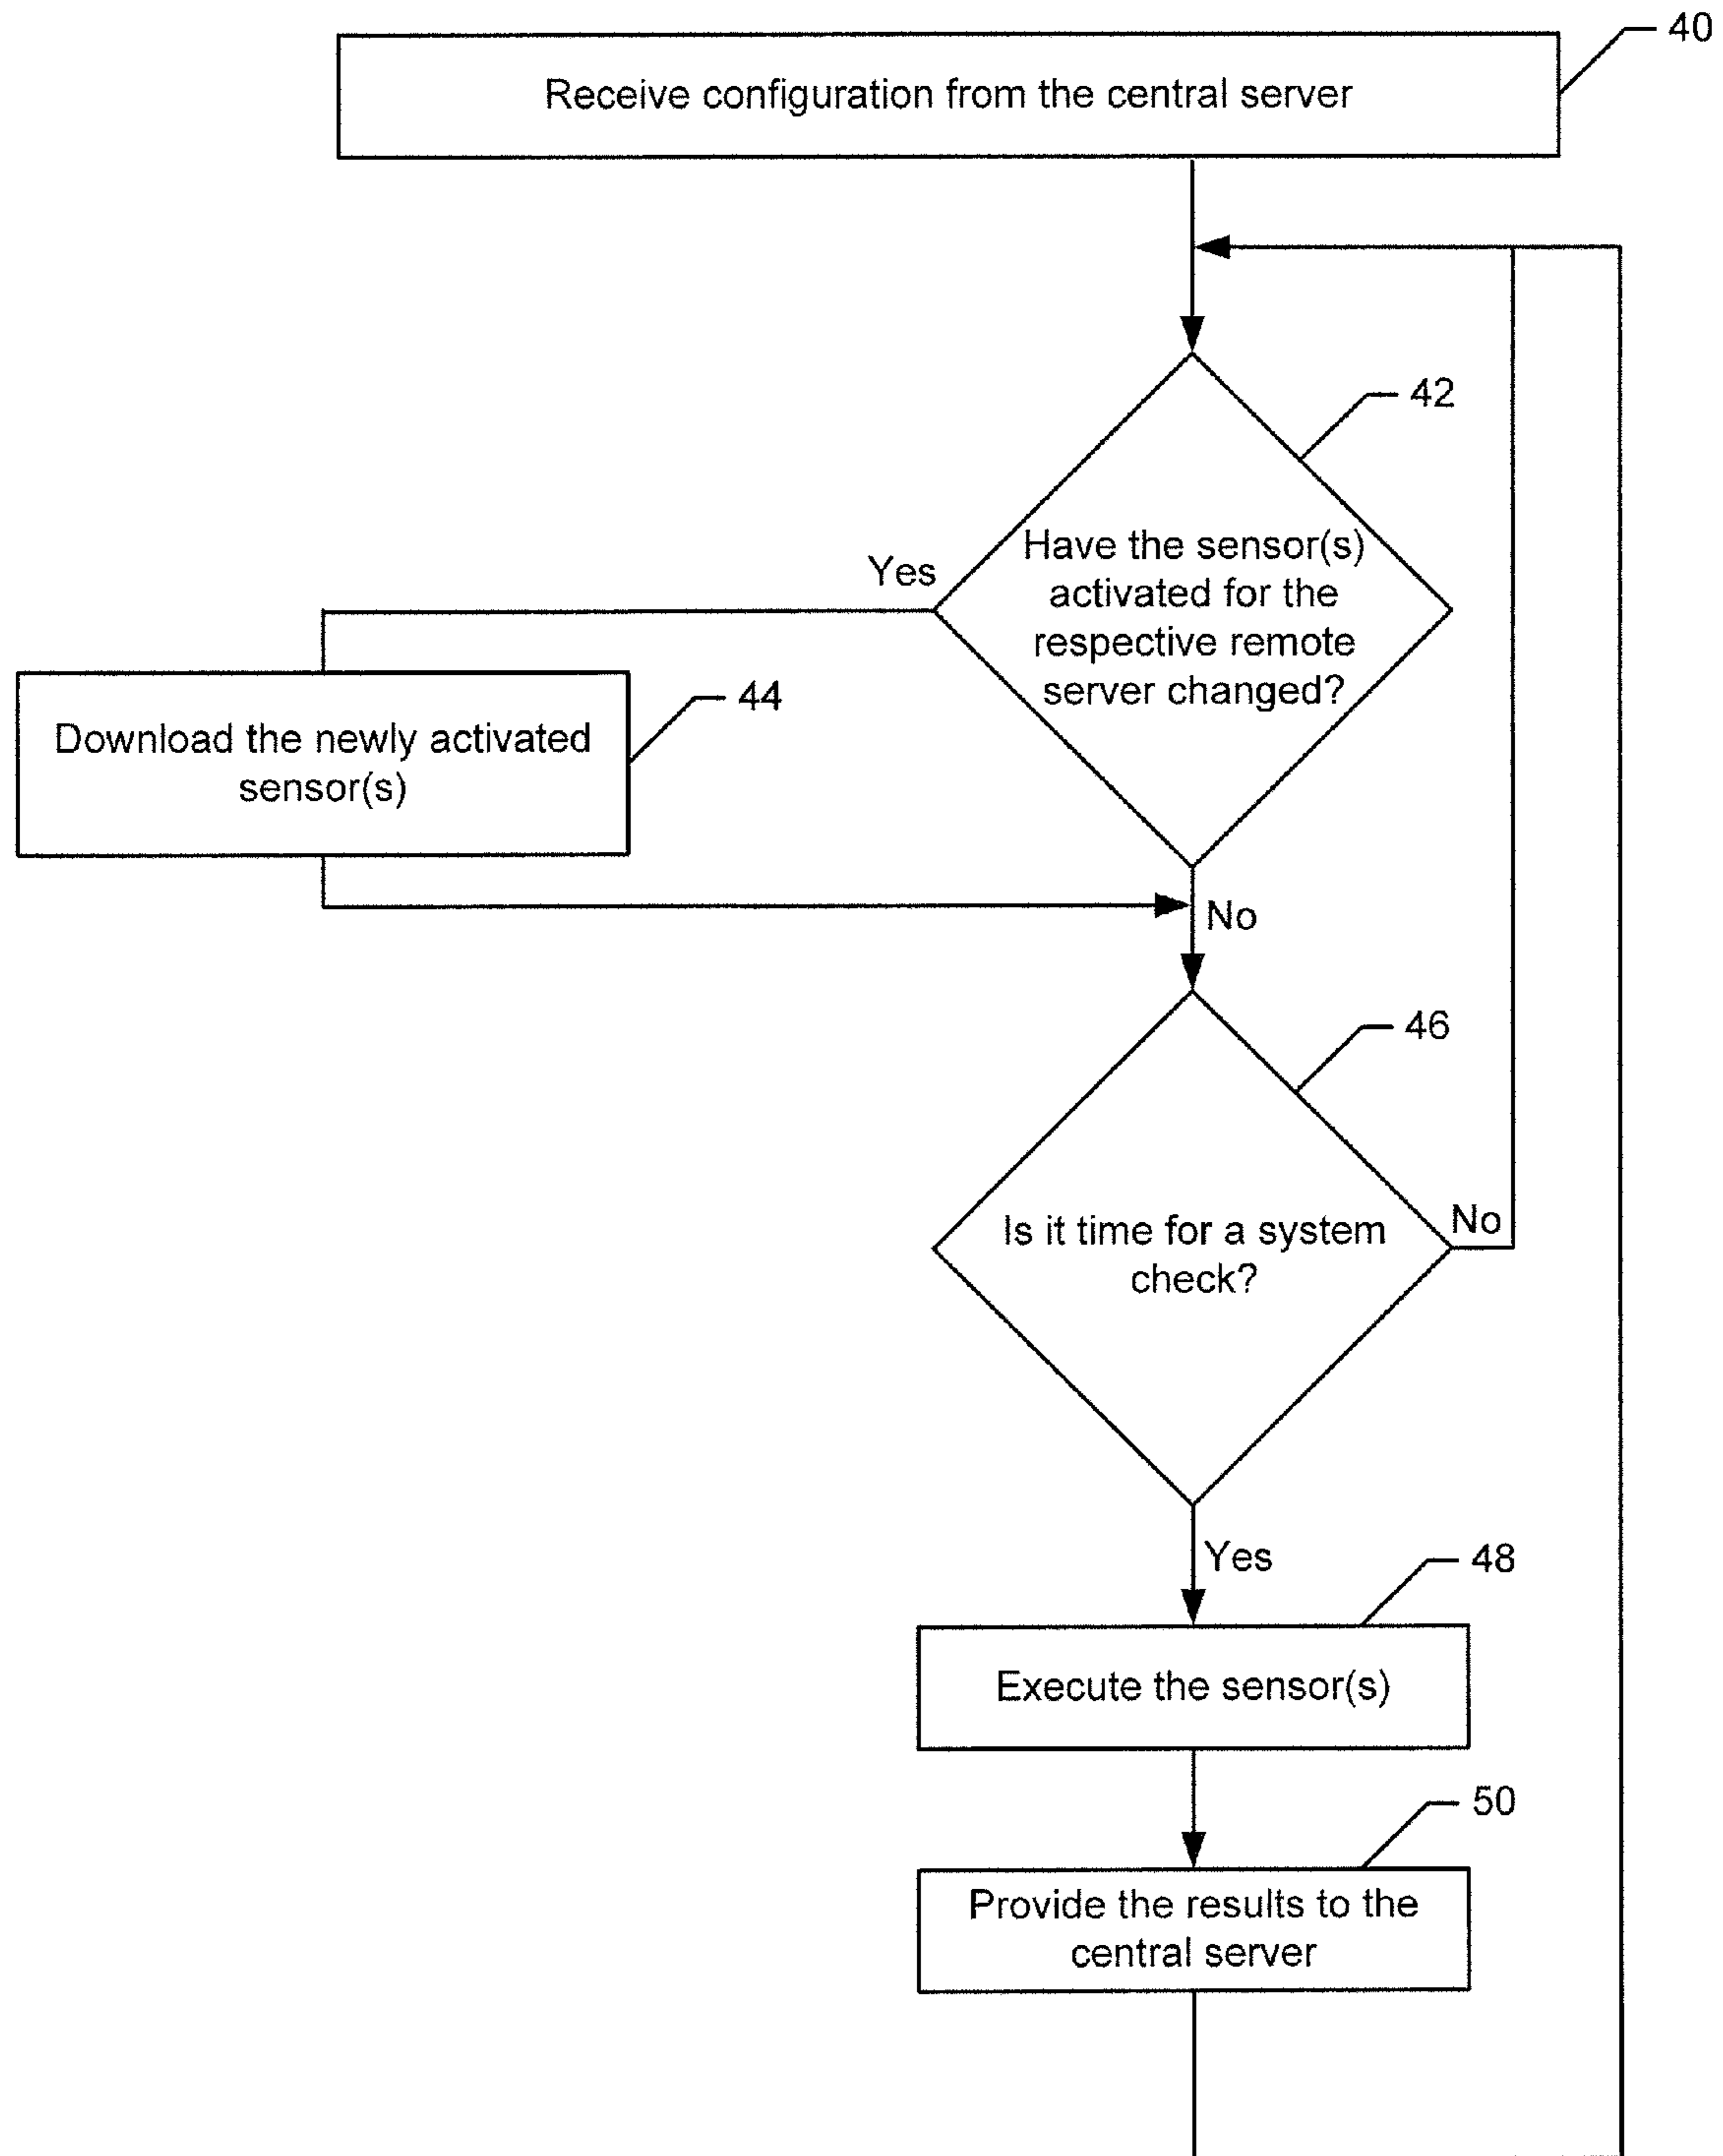 40
Receive configuration from the central server
42
Have the sensor(s)
activated for the
respective remote
server changed?
Yes
44
Download the newly activated
sensor(s)
No
46
Is it time for a system
check?
No
Yes
48
Execute the sensor(s)
50
Provide the results to the
central server